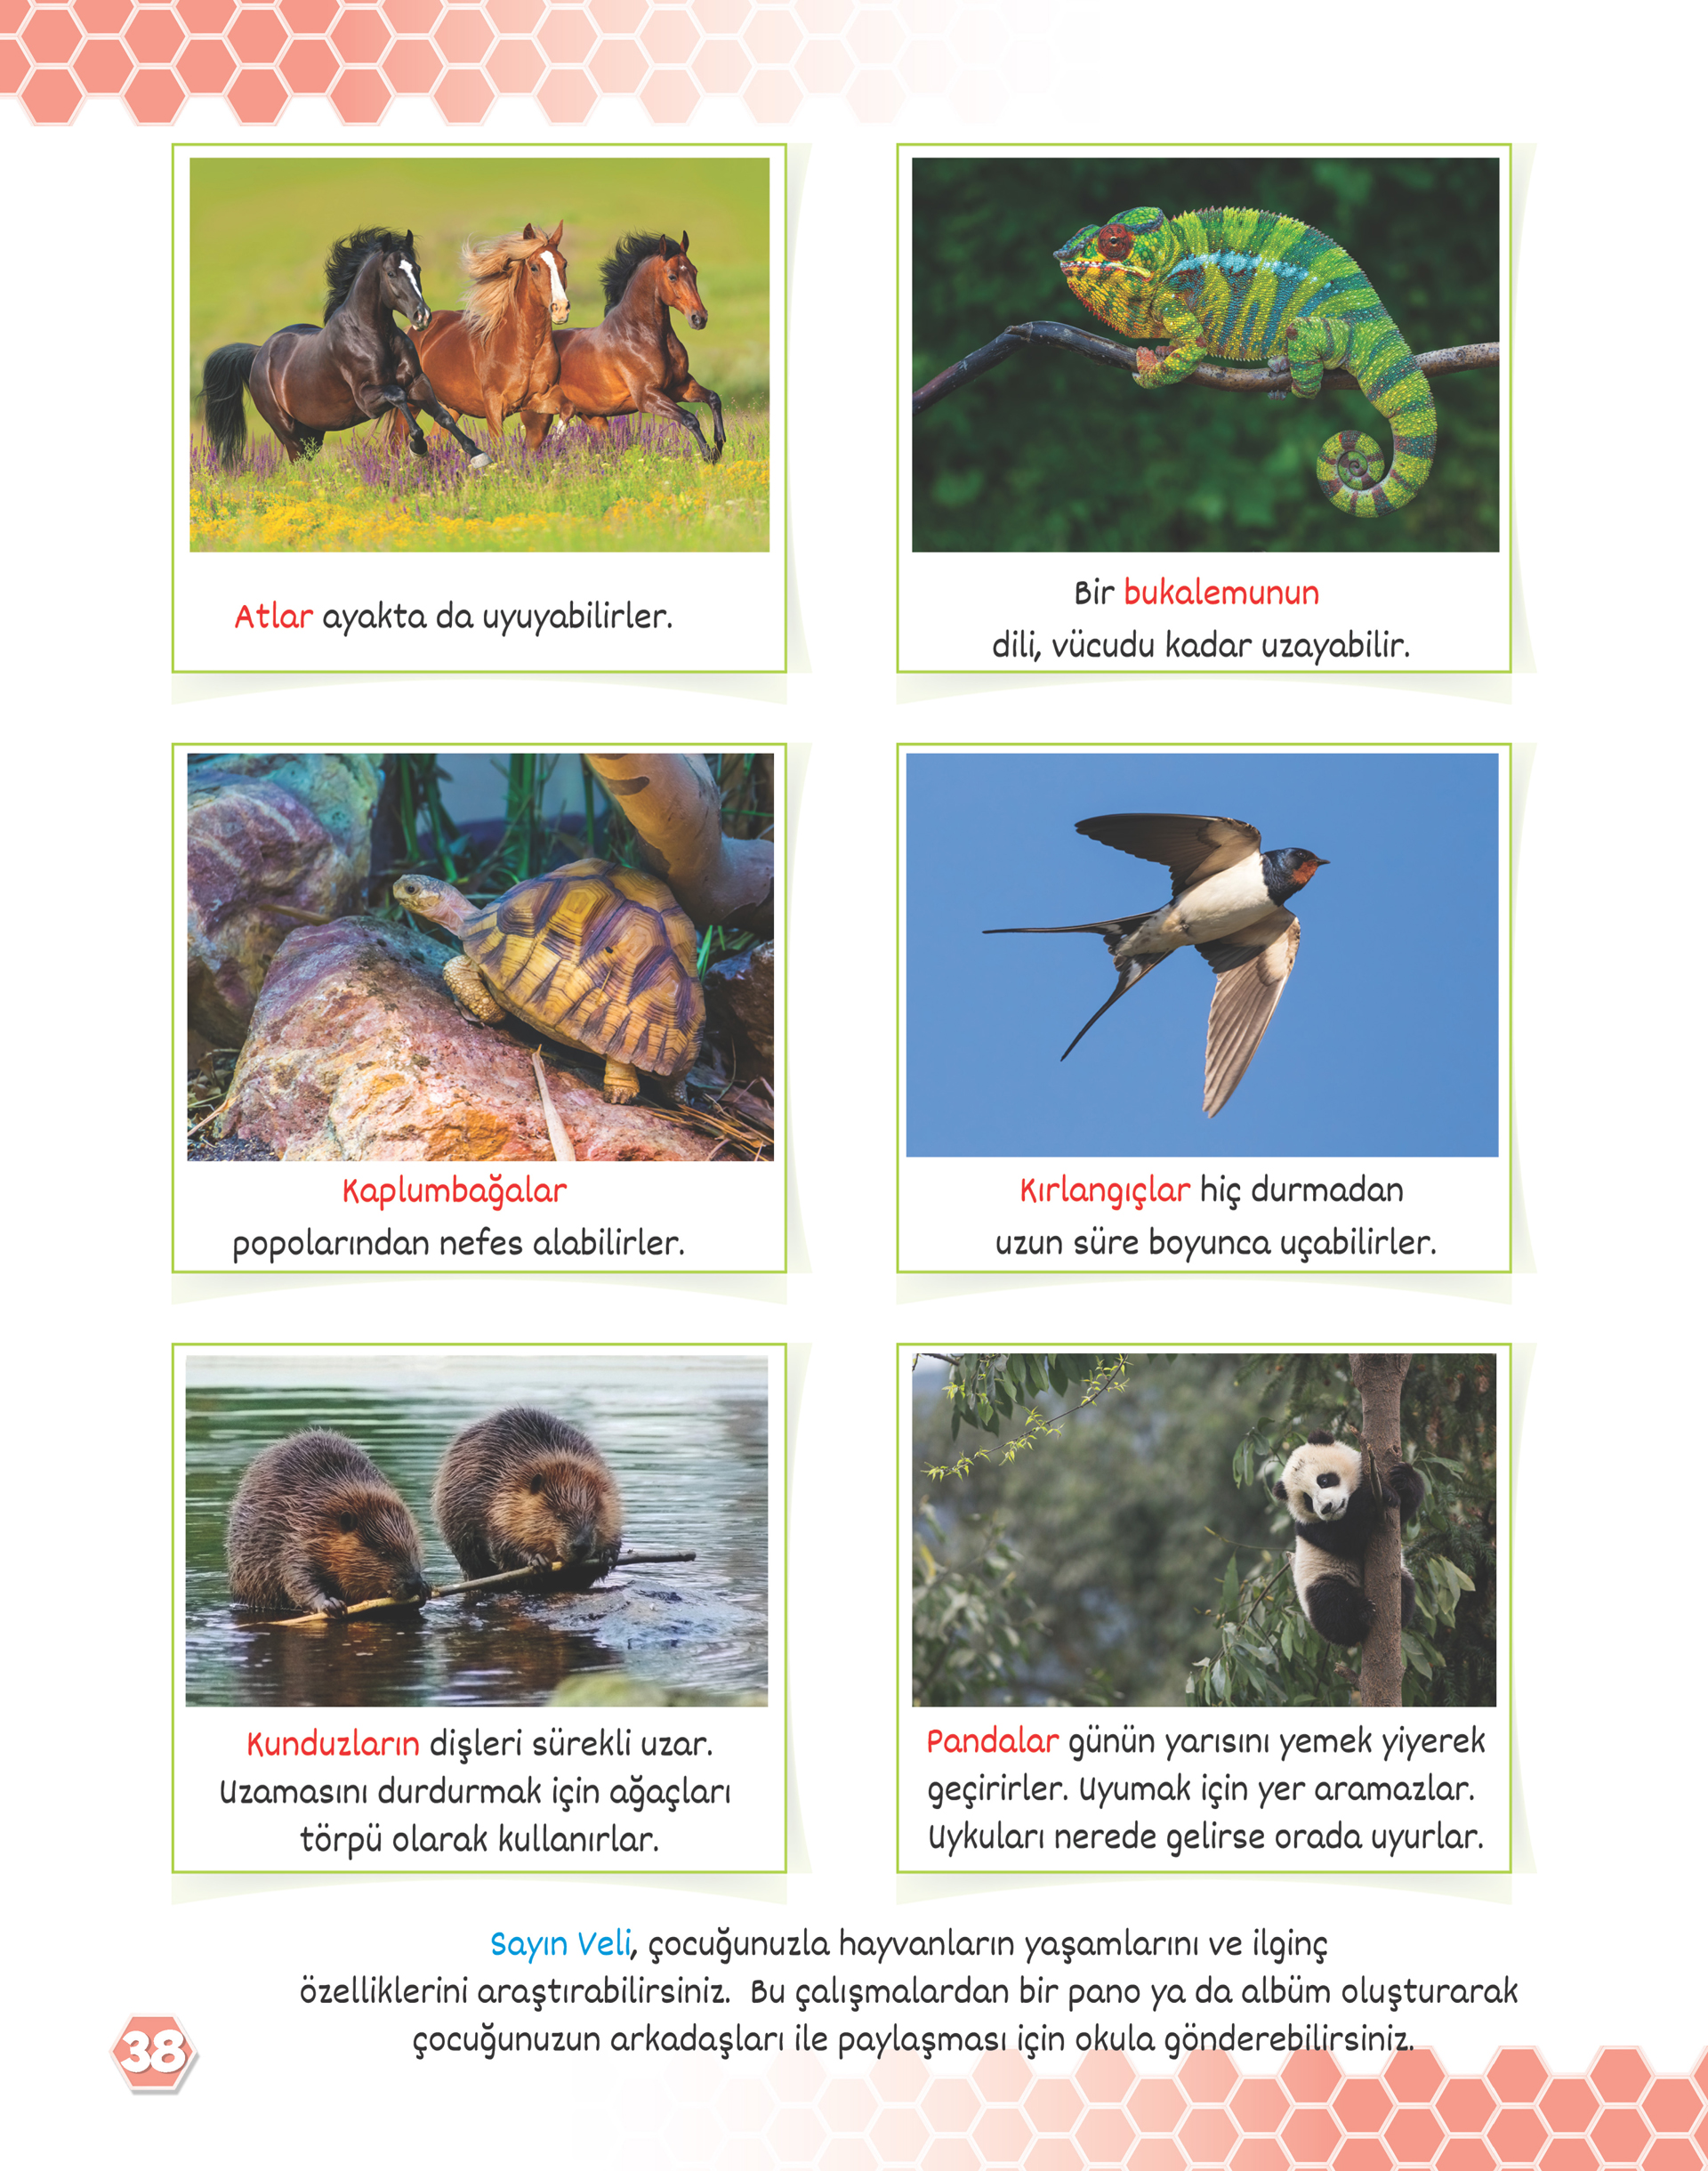 Atlar ayakta da uyuyabilirler.
Bir bukalemunun
dili, vücudu kadar uzayabilir.
Kaplumbağalar
popolarından nefes alabilirler.
Kırlangıçlar hiç durmadan
uzun süre boyunca uçabilirler.
Kunduzların dişleri sürekli uzar.
Uzamasını durdurmak için ağaçları
törpü olarak kullanırlar.
Pandalar günün yarısını yemek yiyerek
geçirirler. Uyumak için yer aramazlar.
Uykuları nerede gelirse orada uyurlar.
Sayın Veli, çocuğunuzla hayvanların yaşamlarını ve ilginç
özelliklerini araştırabilirsiniz. Bu çalışmalardan bir pano ya da albüm oluşturarak
çocuğunuzun arkadaşları ile paylaşması için okula gönderebilirsiniz.
38